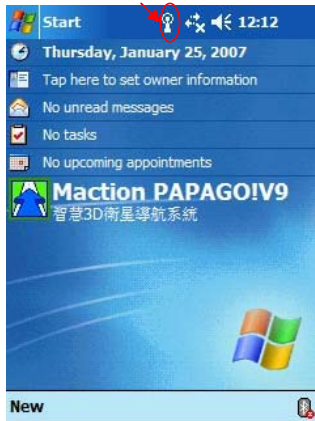 Start 12:12
Thursday, January 25, 2007
Tap here to set owner information
No unread messages
No tasks
No upcoming appointments
Maction PAPAGO!V9
智慧3D衛星導航系統
New